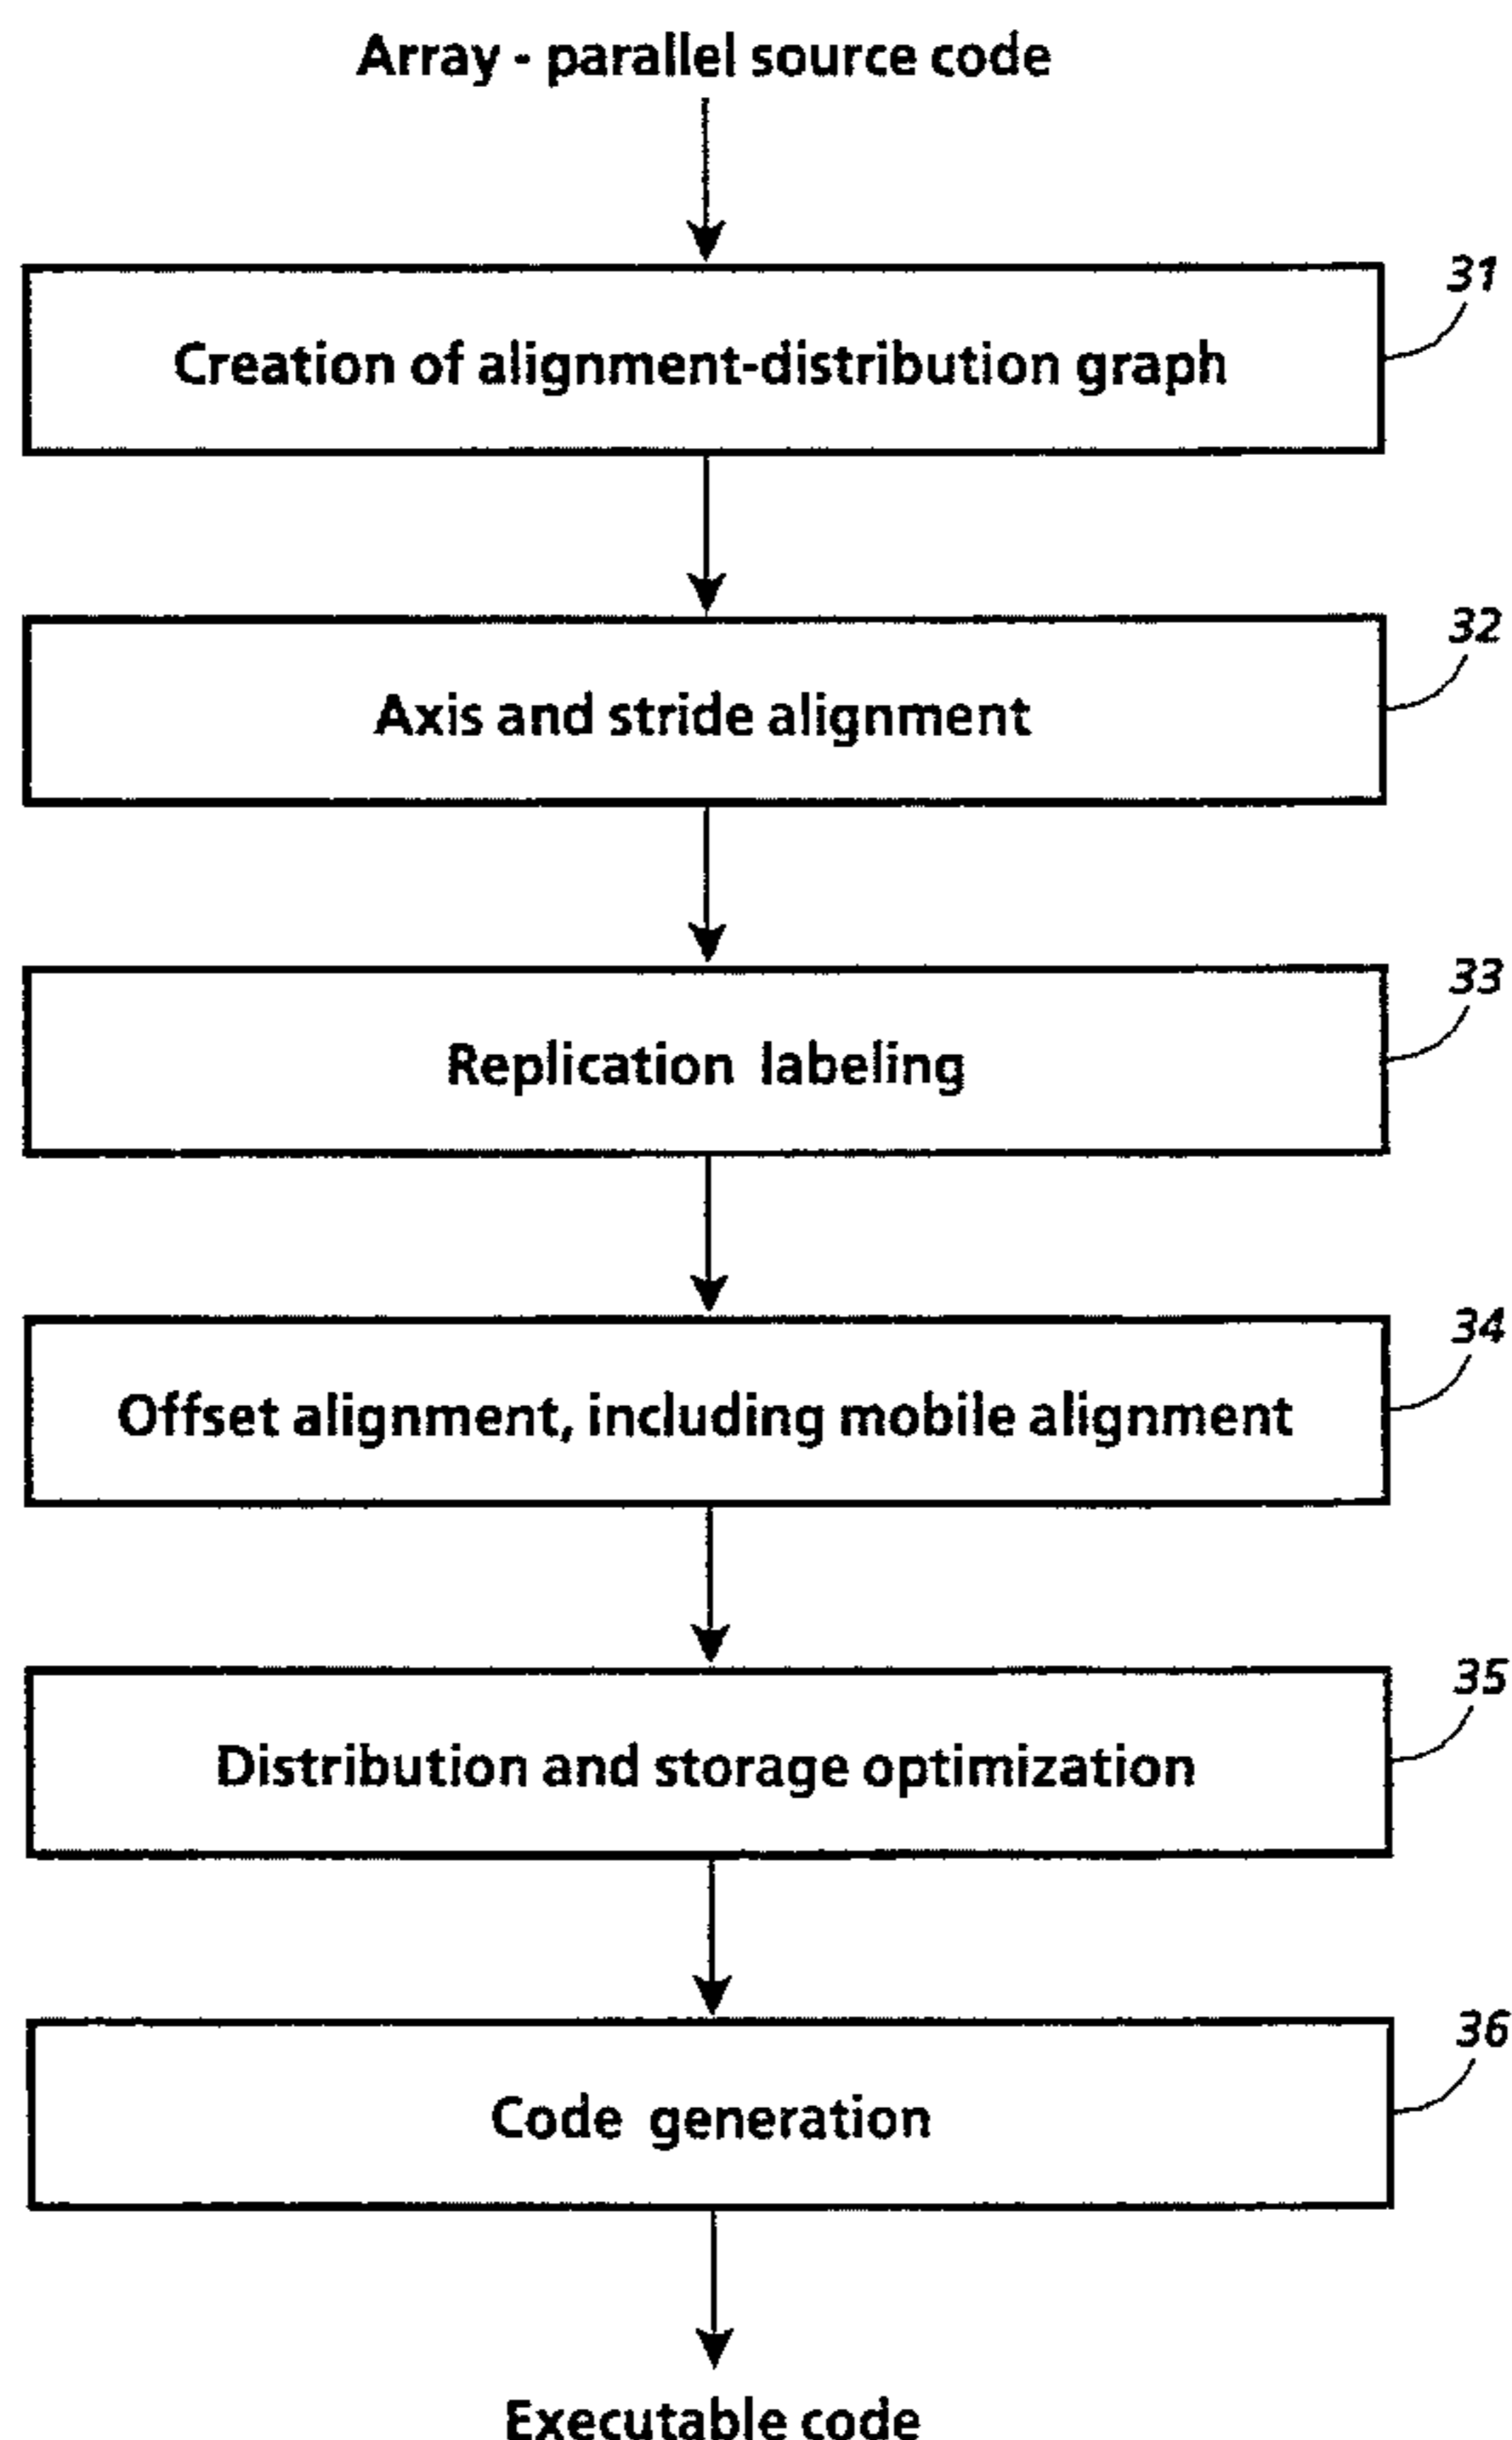 Array - parallel source code
31
Creation of alignment-distribution graph
32
Axis and stride alignment
33
Replication labeling
34
Offset alignment, including mobile alignment
35
Distribution and storage optimization
36
Code generation
Executable code